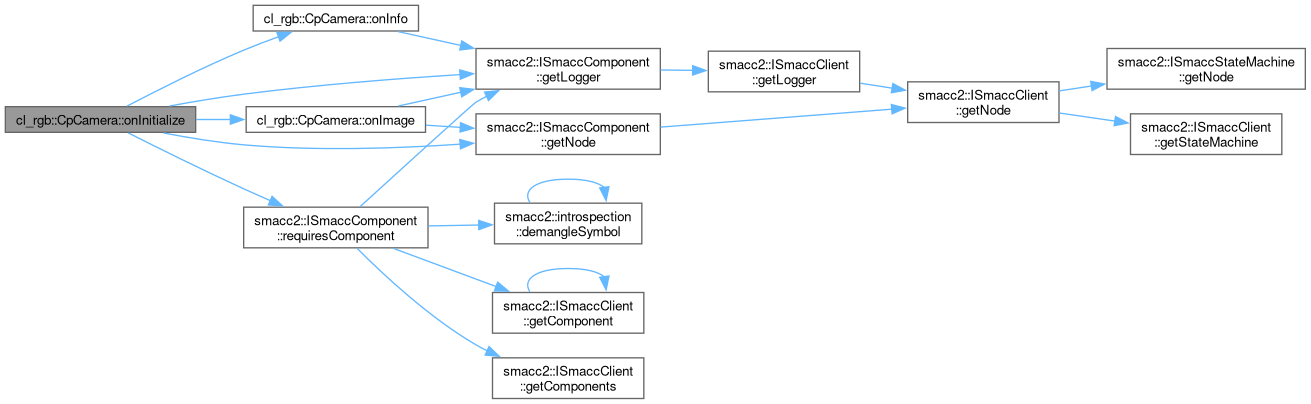 cl_rgb::CpCamera::onInfo
smacc2::ISmaccComponent
::getLogger
smacc2::ISmaccClient
::getLogger
smacc2::ISmaccStateMachine
::getNode
smacc2::ISmaccClient
::getNode
cl_rgb::CpCamera::onInitialize
cl_rgb::CpCamera::onImage
smacc2::ISmaccComponent
::getNode
smacc2::ISmaccClient
::getStateMachine
smacc2::ISmaccComponent
::requiresComponent
smacc2::introspection
::demangleSymbol
smacc2::ISmaccClient
::getComponent
smacc2::ISmaccClient
::getComponents